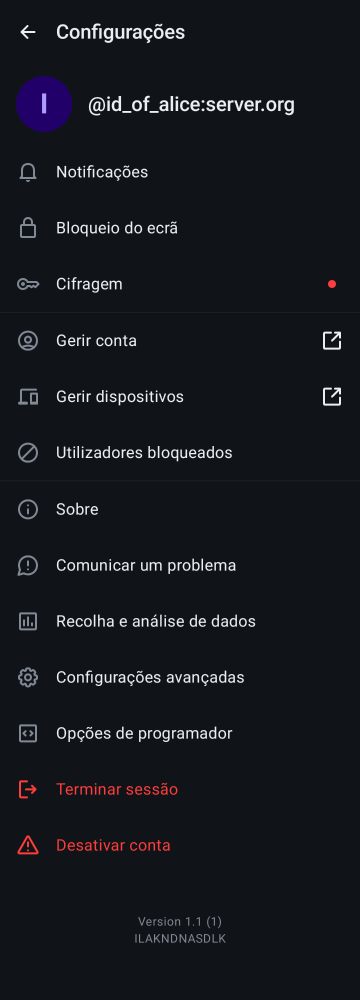 Configurações
I
@id_of_alice:server.org
Notificações
Bloqueio do ecrã
Cifragem
Gerir conta
Gerir dispositivos
Utilizadores bloqueados
Sobre
Comunicar um problema
Recolha e análise de dados
Configurações avançadas
Opções de programador
Terminar sessão
Desativar conta
Version 1.1 (1)
ILAKNDNASDLK